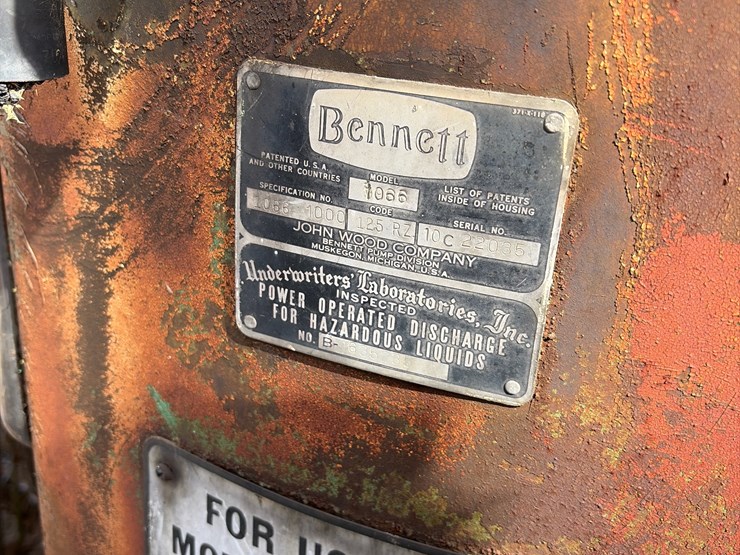 371-X-110
Bennett
PATENTED U.S.A.
AND OTHER COUNTRIES
MODEL
1066
LIST OF PATENTS
INSIDE OF HOUSING
SPECIFICATION NO.
CODE
SERIAL NO.
1000 125 RZ 10C
JOHN WOOD COMPANY
BENNETT PUMP DIVISION
MUSKEGON, MICHIGAN, U.S.A.
Underwriters' Laboratories, Inc.
INSPECTED
POWER OPERATED DISCHARGE
FOR HAZARDOUS LIQUIDS
NO. B-
FOR